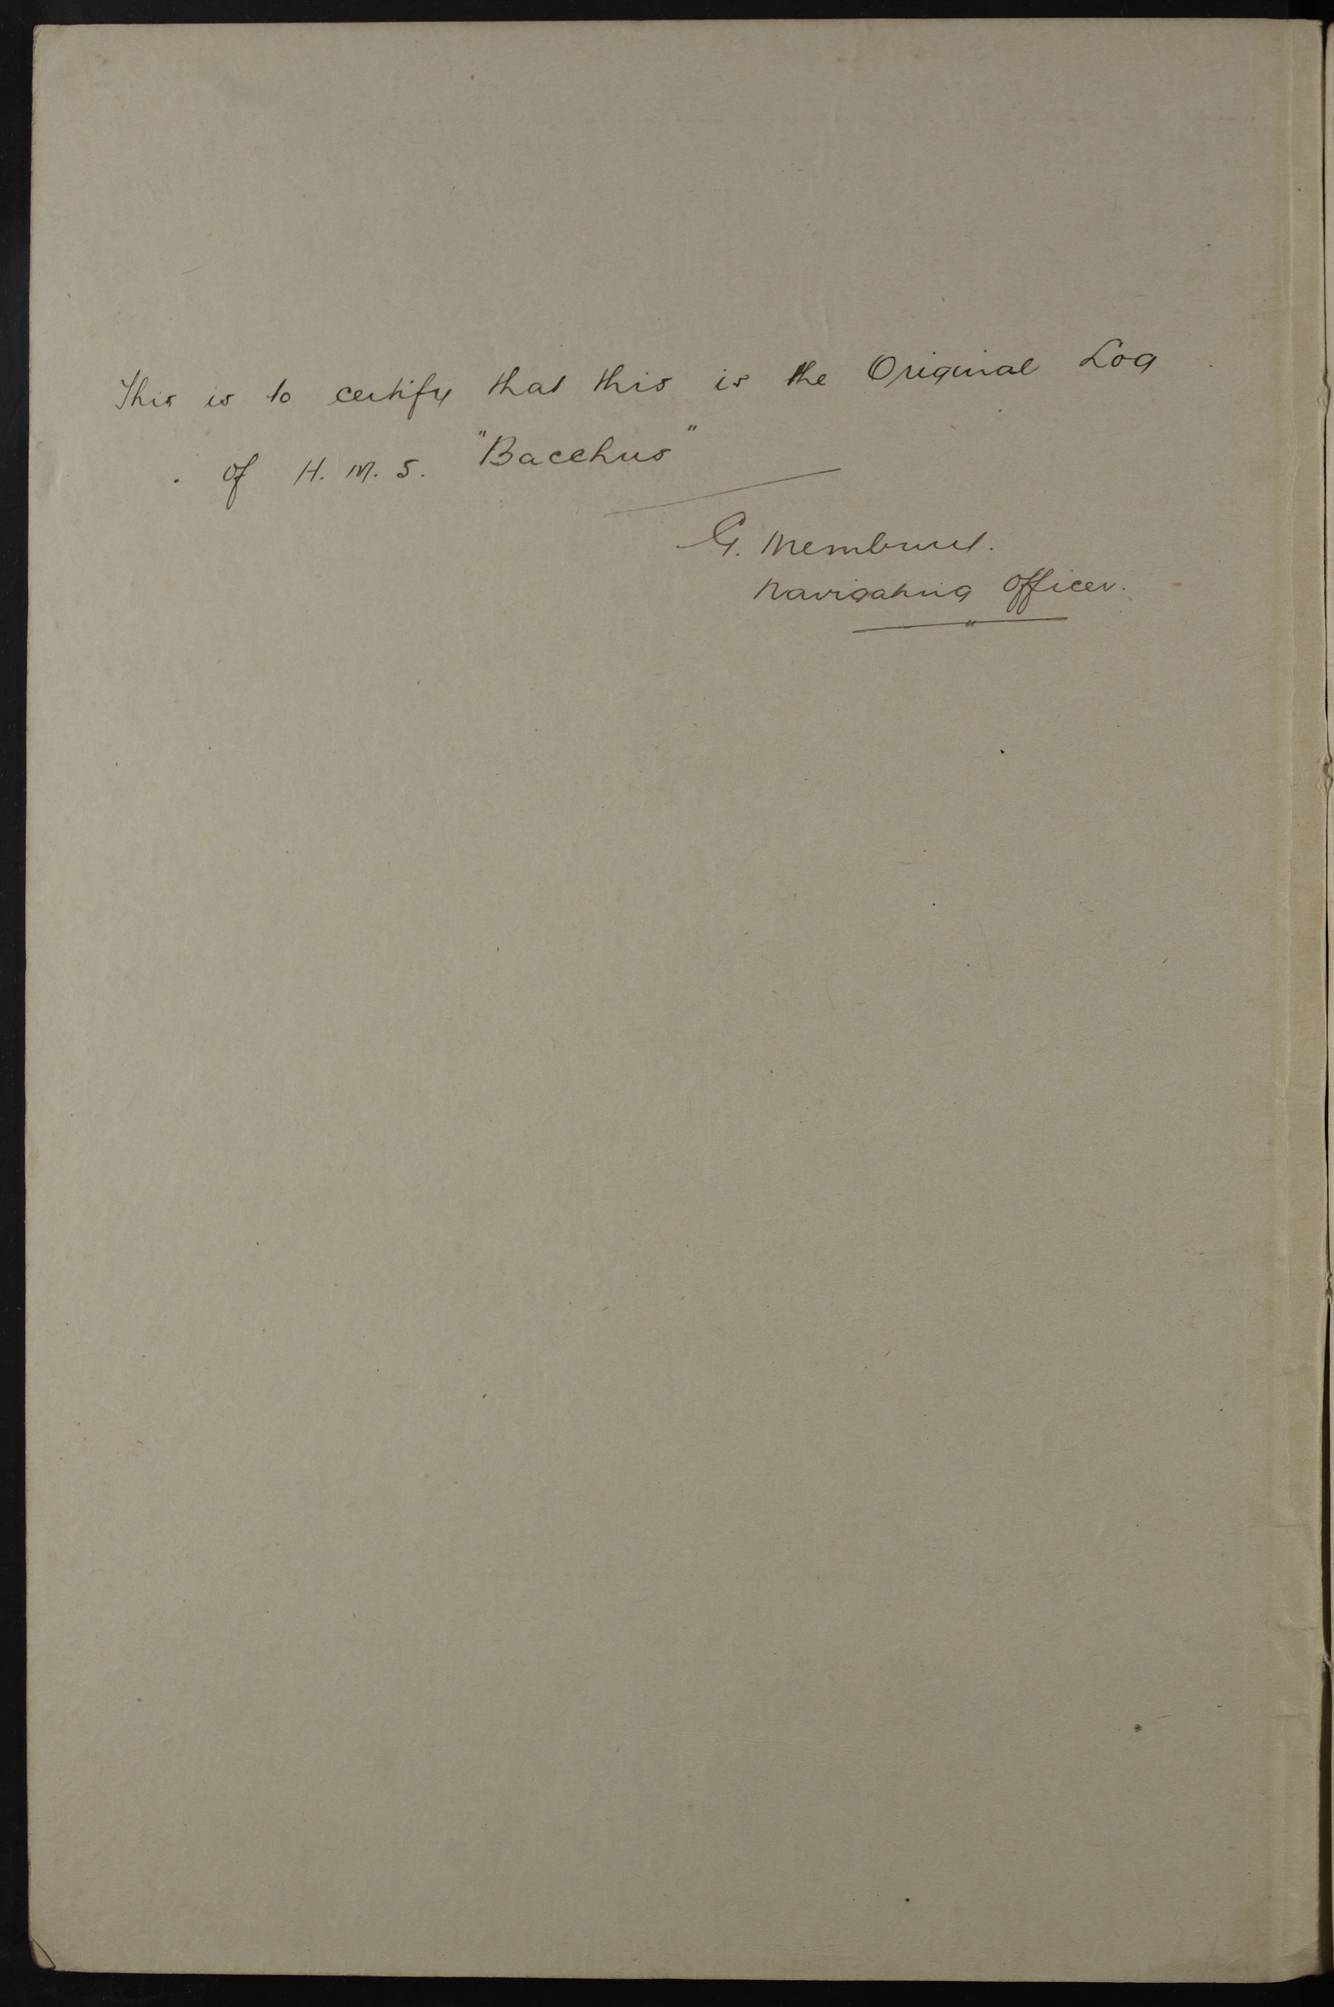 This is to certify that this is the Original Log
of H. M. S. "Bacchus"
G.
Navigating Officer.